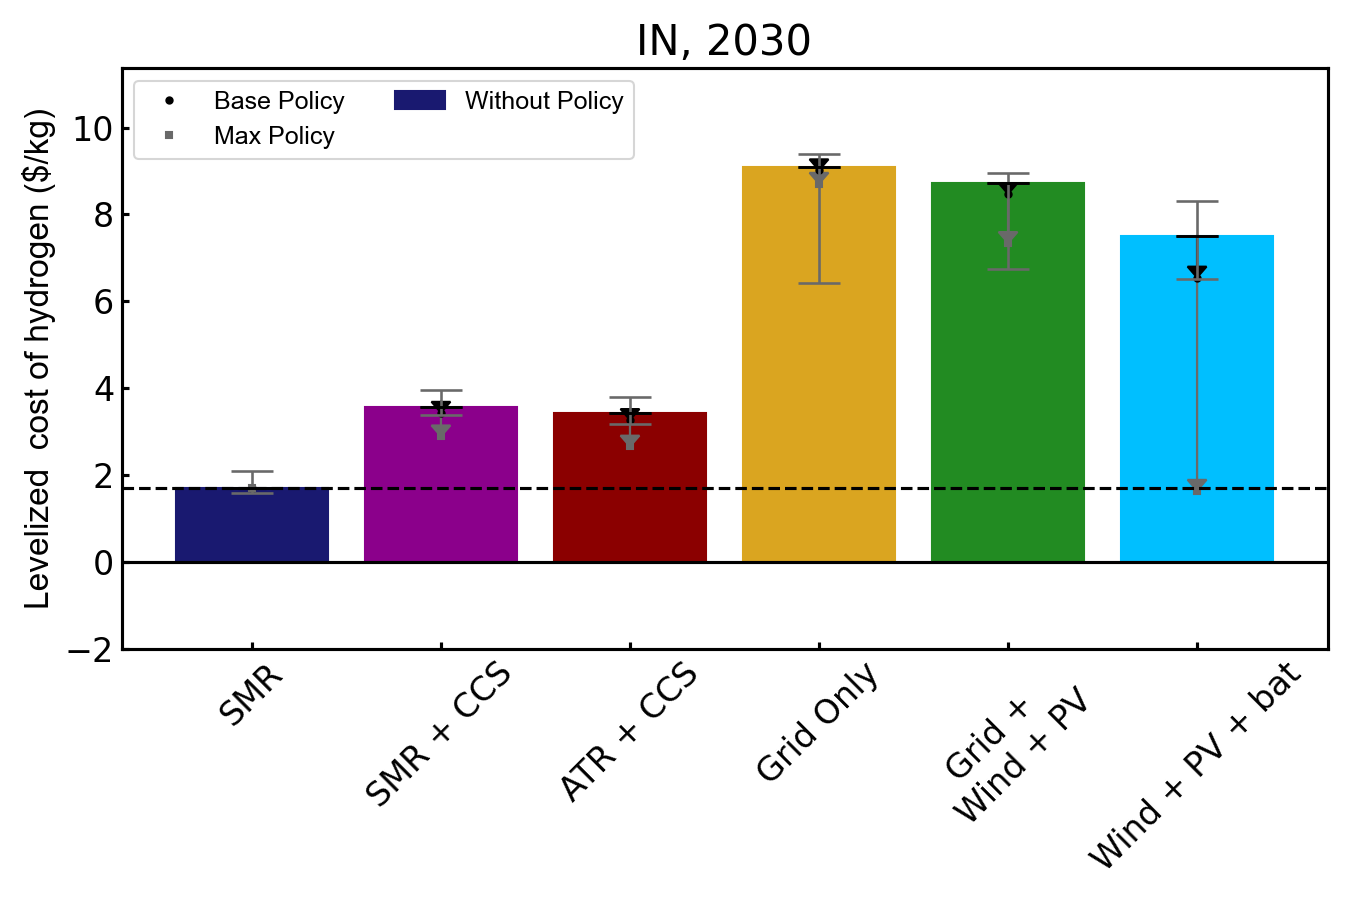 IN, 2030
Base Policy
Max Policy
Without Policy
Levelized  cost of hydrogen ($/kg)
10
8
6
4
2
0
−2
SMR
SMR + CCS
ATR + CCS
Grid Only
Grid +
Wind + PV
Wind + PV + bat